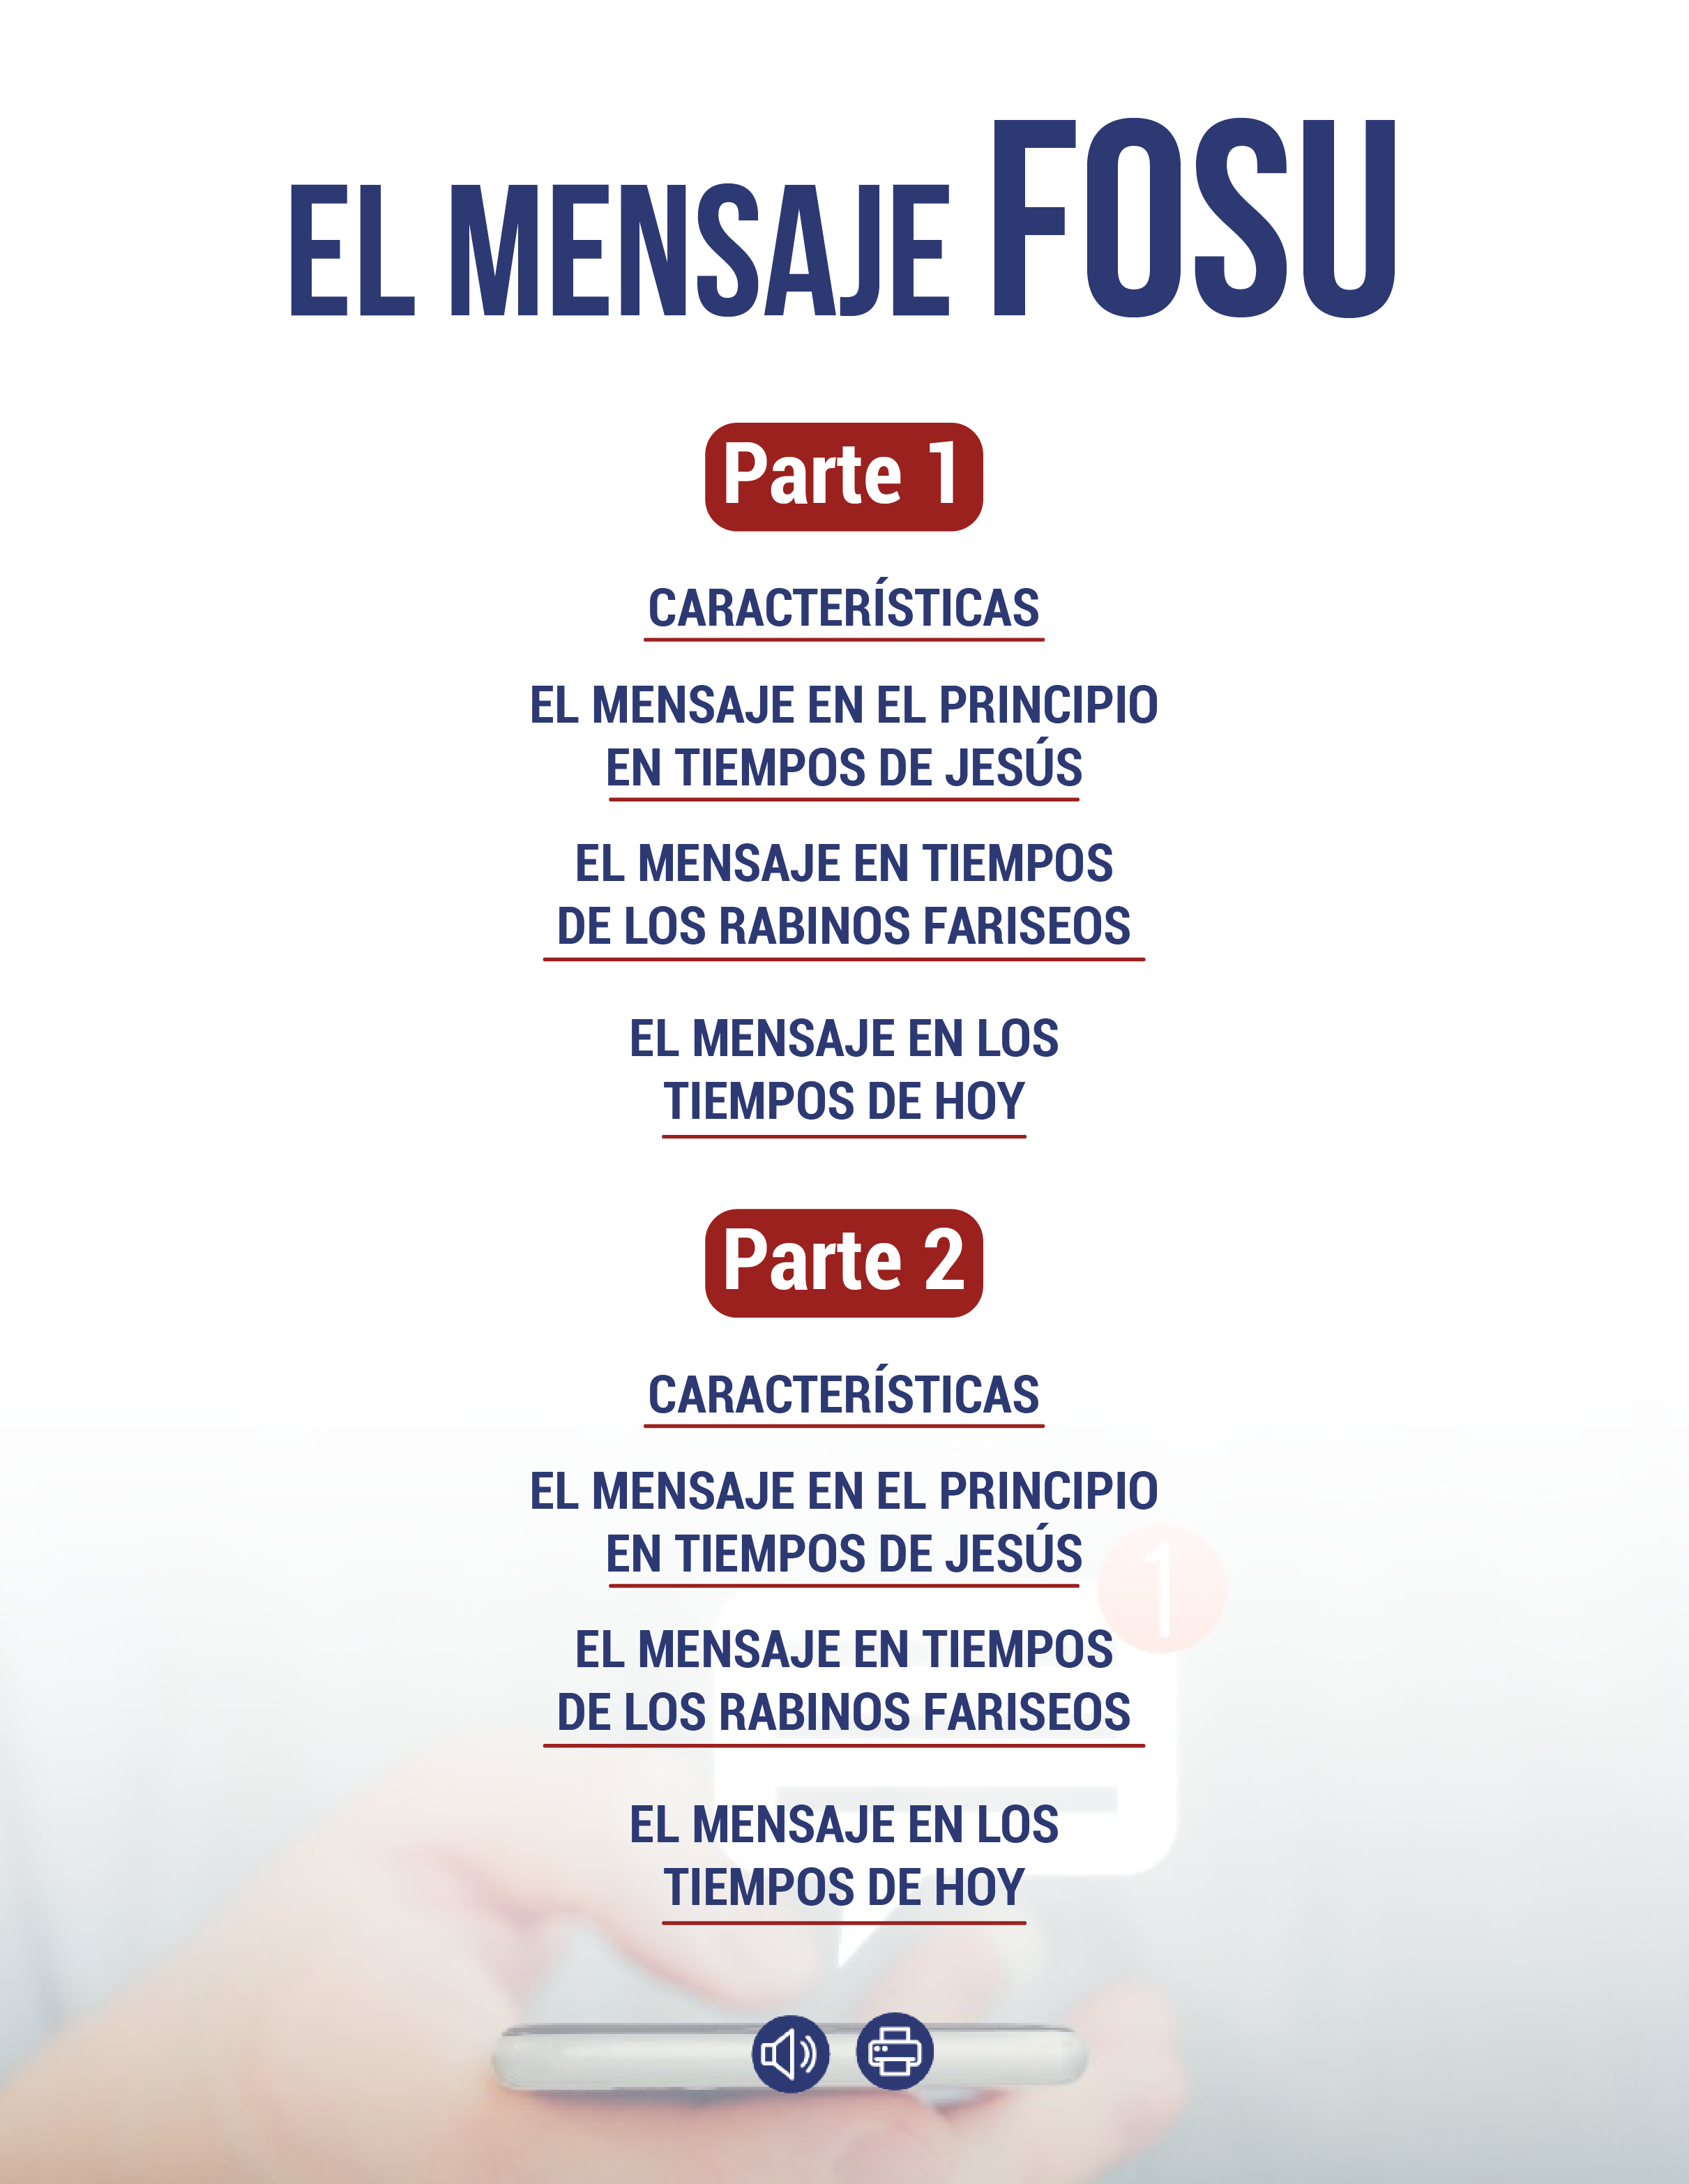 EL MENSAJE FOSU
Parte 1
CARACTERÍSTICAS
EL MENSAJE EN EL PRINCIPIO
EN TIEMPOS DE JESÚS
EL MENSAJE EN TIEMPOS
DE LOS RABINOS FARISEOS
EL MENSAJE EN LOS
TIEMPOS DE HOY
Parte 2
CARACTERÍSTICAS
EL MENSAJE EN EL PRINCIPIO
EN TIEMPOS DE JESÚS
1
EL MENSAJE EN TIEMPOS
DE LOS RABINOS FARISEOS
EL MENSAJE EN LOS
TIEMPOS DE HOY